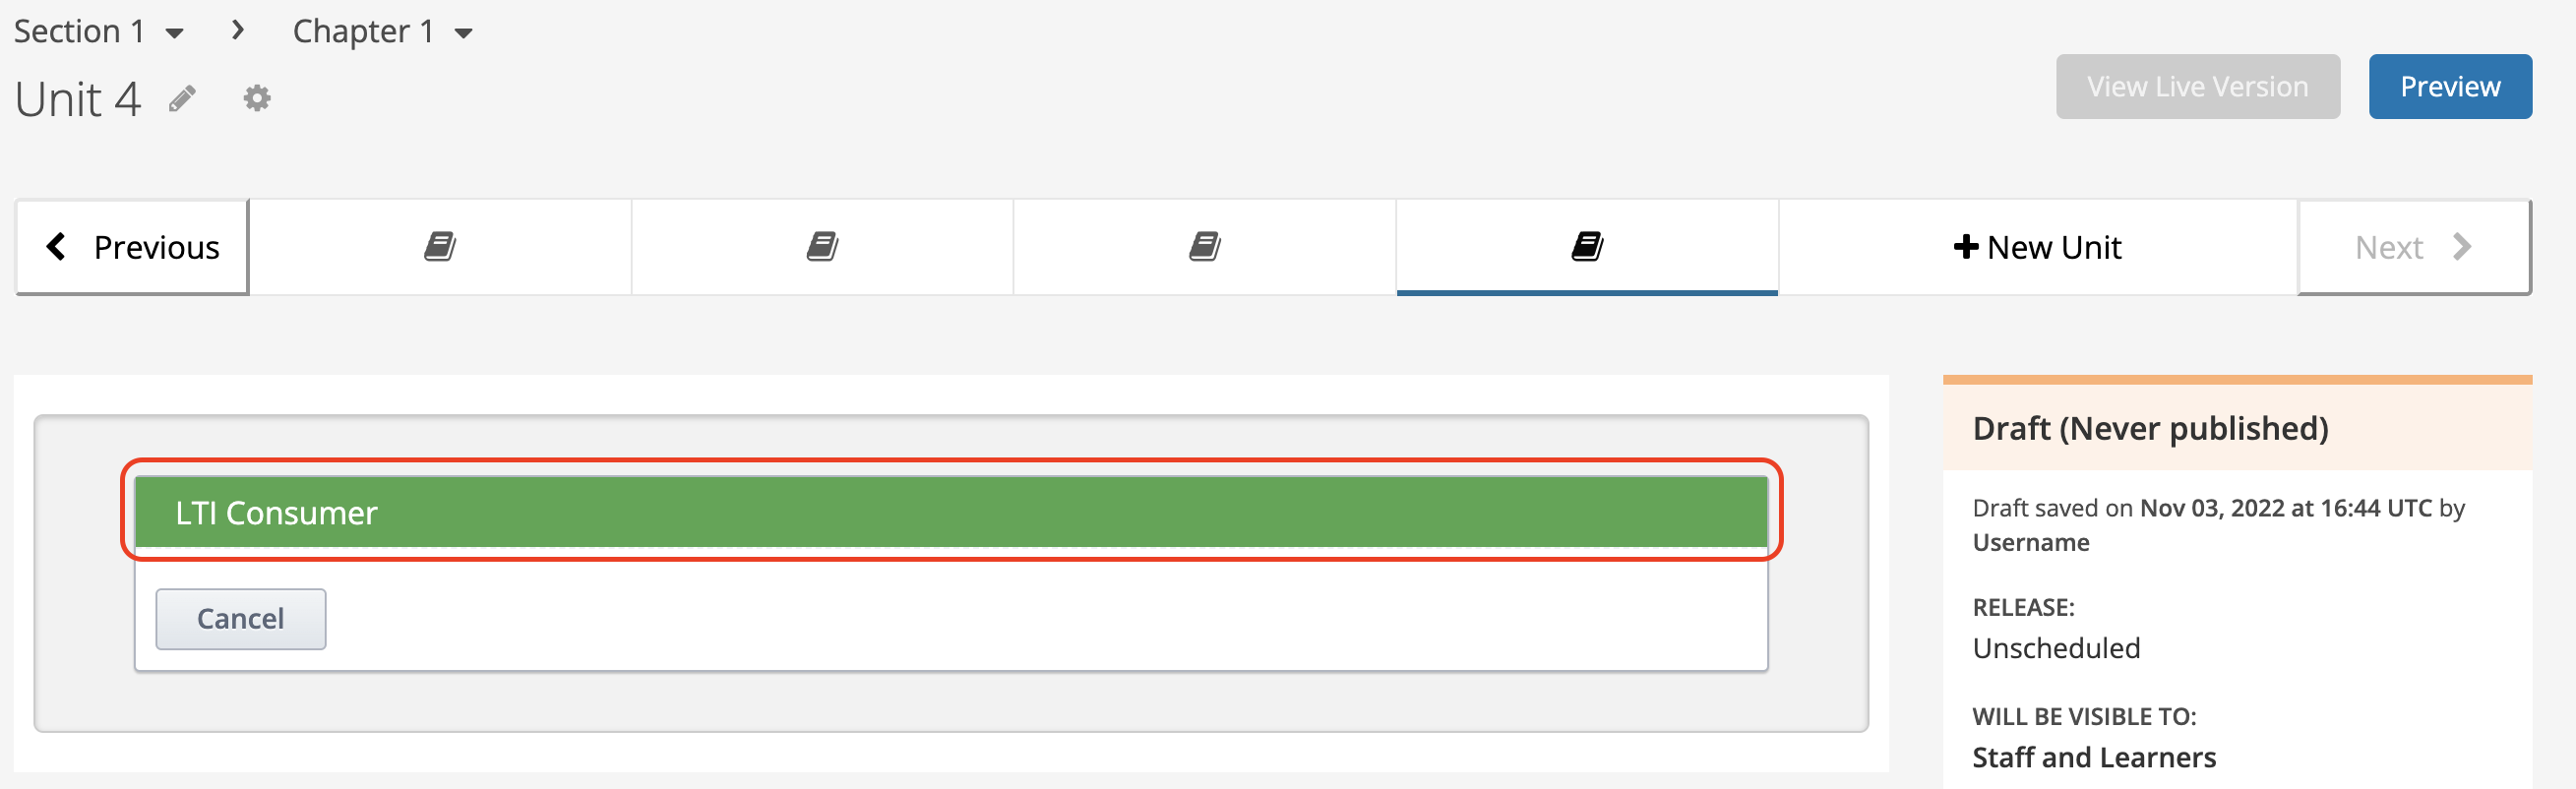 Section 1
Chapter 1
Unit 4
View Live Version
Preview
Previous
New Unit
Next
LTI Consumer
Cancel
Draft (Never published)
Draft saved on Nov 03, 2022 at 16:44 UTC by
Username
RELEASE:
Unscheduled
WILL BE VISIBLE TO:
Staff and Learners